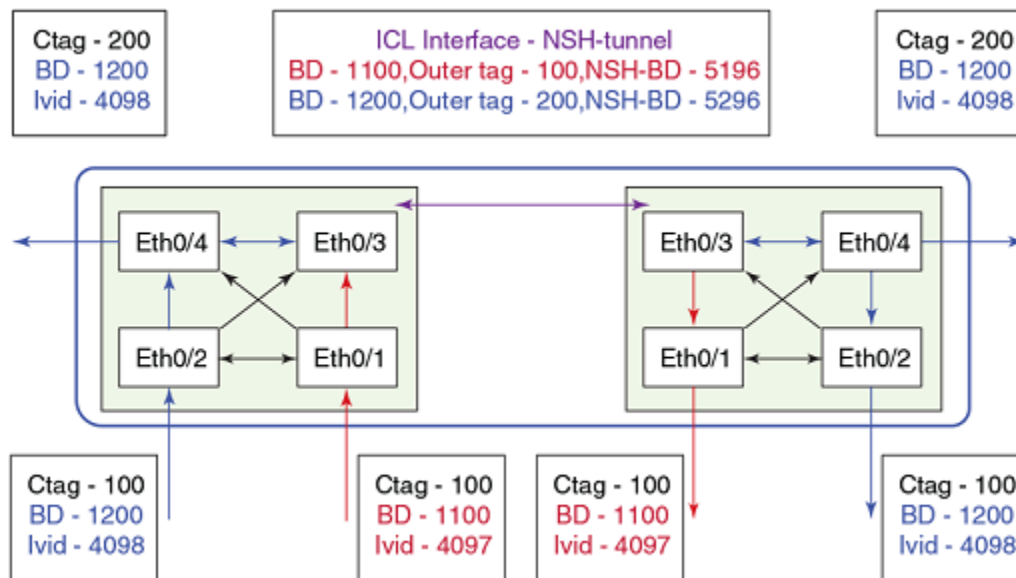 Ctag - 200
BD - 1200
Ivid - 4098
ICL Interface - NSH-tunnel
BD - 1100,Outer tag - 100,NSH-BD - 5196
BD - 1200,Outer tag - 200,NSH-BD - 5296
Ctag - 200
BD - 1200
Ivid - 4098
Eth0/4
Eth0/3
Eth0/3
Eth0/4
Eth0/2
Eth0/1
Eth0/1
Eth0/2
Ctag - 100
BD - 1200
Ivid - 4098
Ctag - 100
BD - 1100
Ivid - 4097
Ctag - 100
BD - 1100
Ivid - 4097
Ctag - 100
BD - 1200
Ivid - 4098